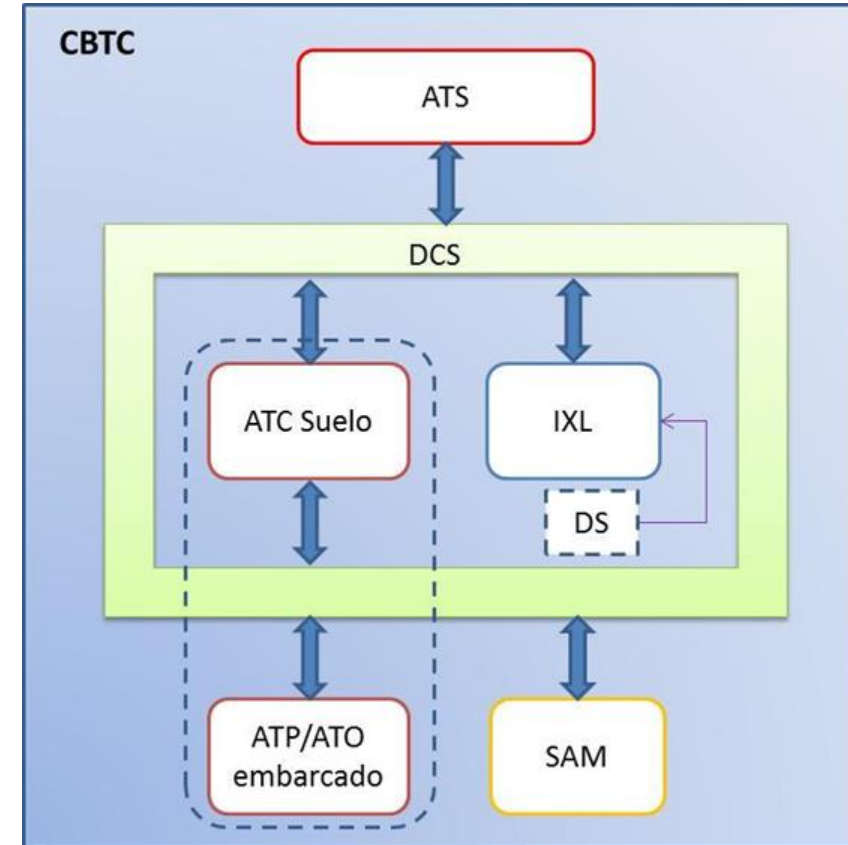 CBTC
ATS
DCS
ATC Suelo
IXL
DS
ATP/ATO
embarcado
SAM